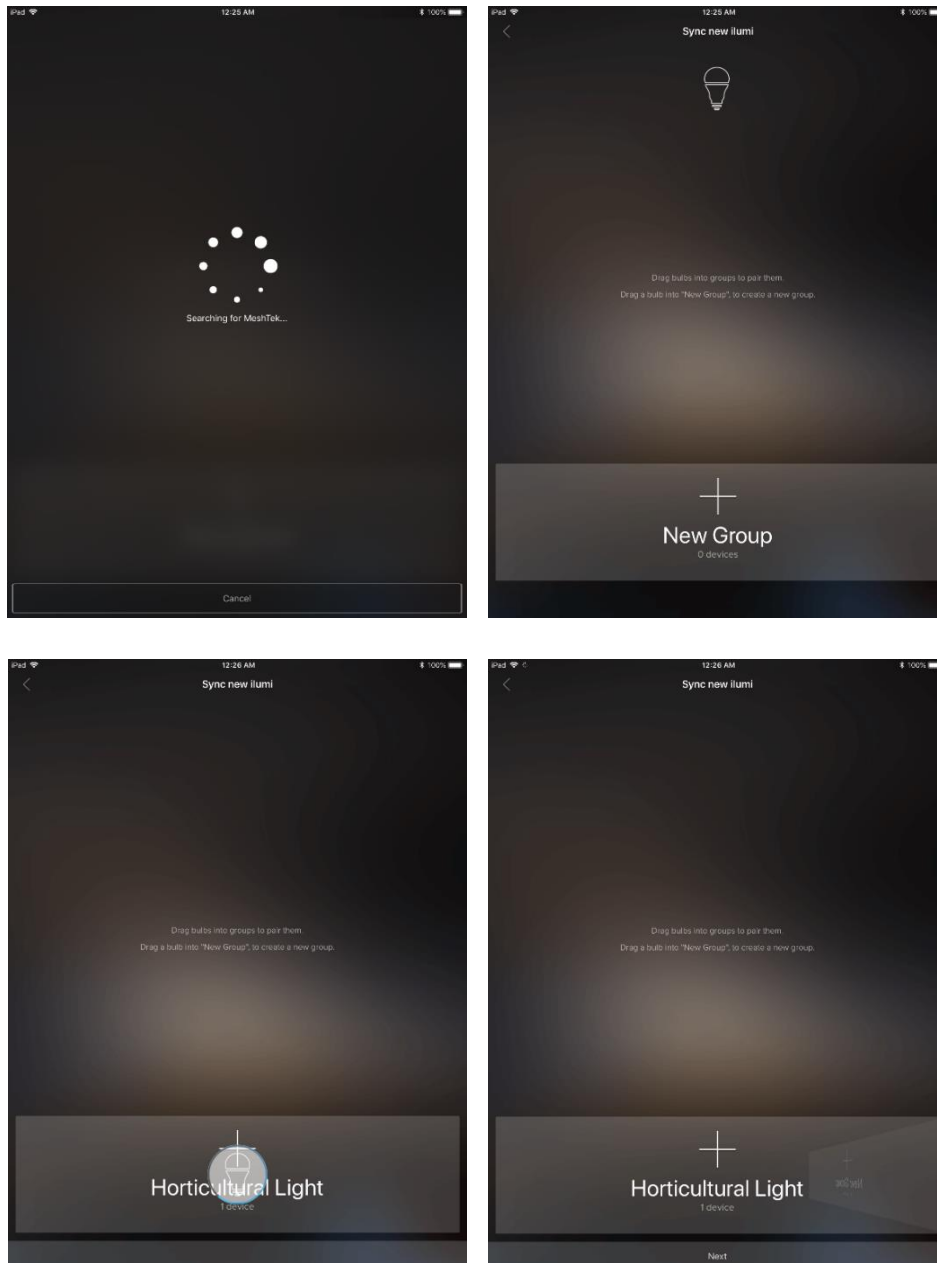 iPad 12:25 AM 100%
Searching for MeshTek...
Cancel
iPad 12:25 AM 100%
Sync new ilumi
Drag bulbs into groups to pair them.
Drag a bulb into "New Group", to create a new group.
New Group
0 devices
iPad 12:26 AM 100%
Sync new ilumi
Drag bulbs into groups to pair them.
Drag a bulb into "New Group", to create a new group.
Horticultural Light
1 device
iPad 12:26 AM 100%
Sync new ilumi
Drag bulbs into groups to pair them.
Drag a bulb into "New Group", to create a new group.
Horticultural Light
1 device
Next